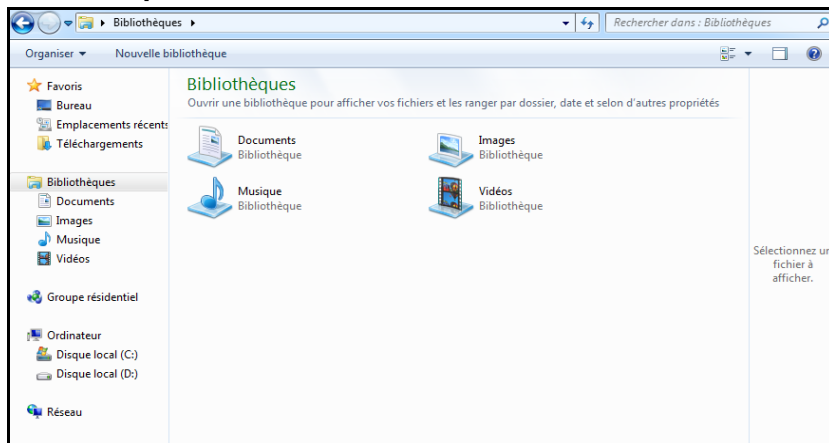 Bibliothèques
Rechercher dans : Bibliothèques
Organiser
Nouvelle bibliothèque
Favoris
Bureau
Emplacements récents
Téléchargements
Bibliothèques
Documents
Images
Musique
Vidéos
Groupe résidentiel
Ordinateur
Disque local (C:)
Disque local (D:)
Réseau
Bibliothèques
Ouvrir une bibliothèque pour afficher vos fichiers et les ranger par dossier, date et selon d'autres propriétés
Documents
Bibliothèque
Images
Bibliothèque
Musique
Bibliothèque
Vidéos
Bibliothèque
Sélectionnez un
fichier à
afficher.